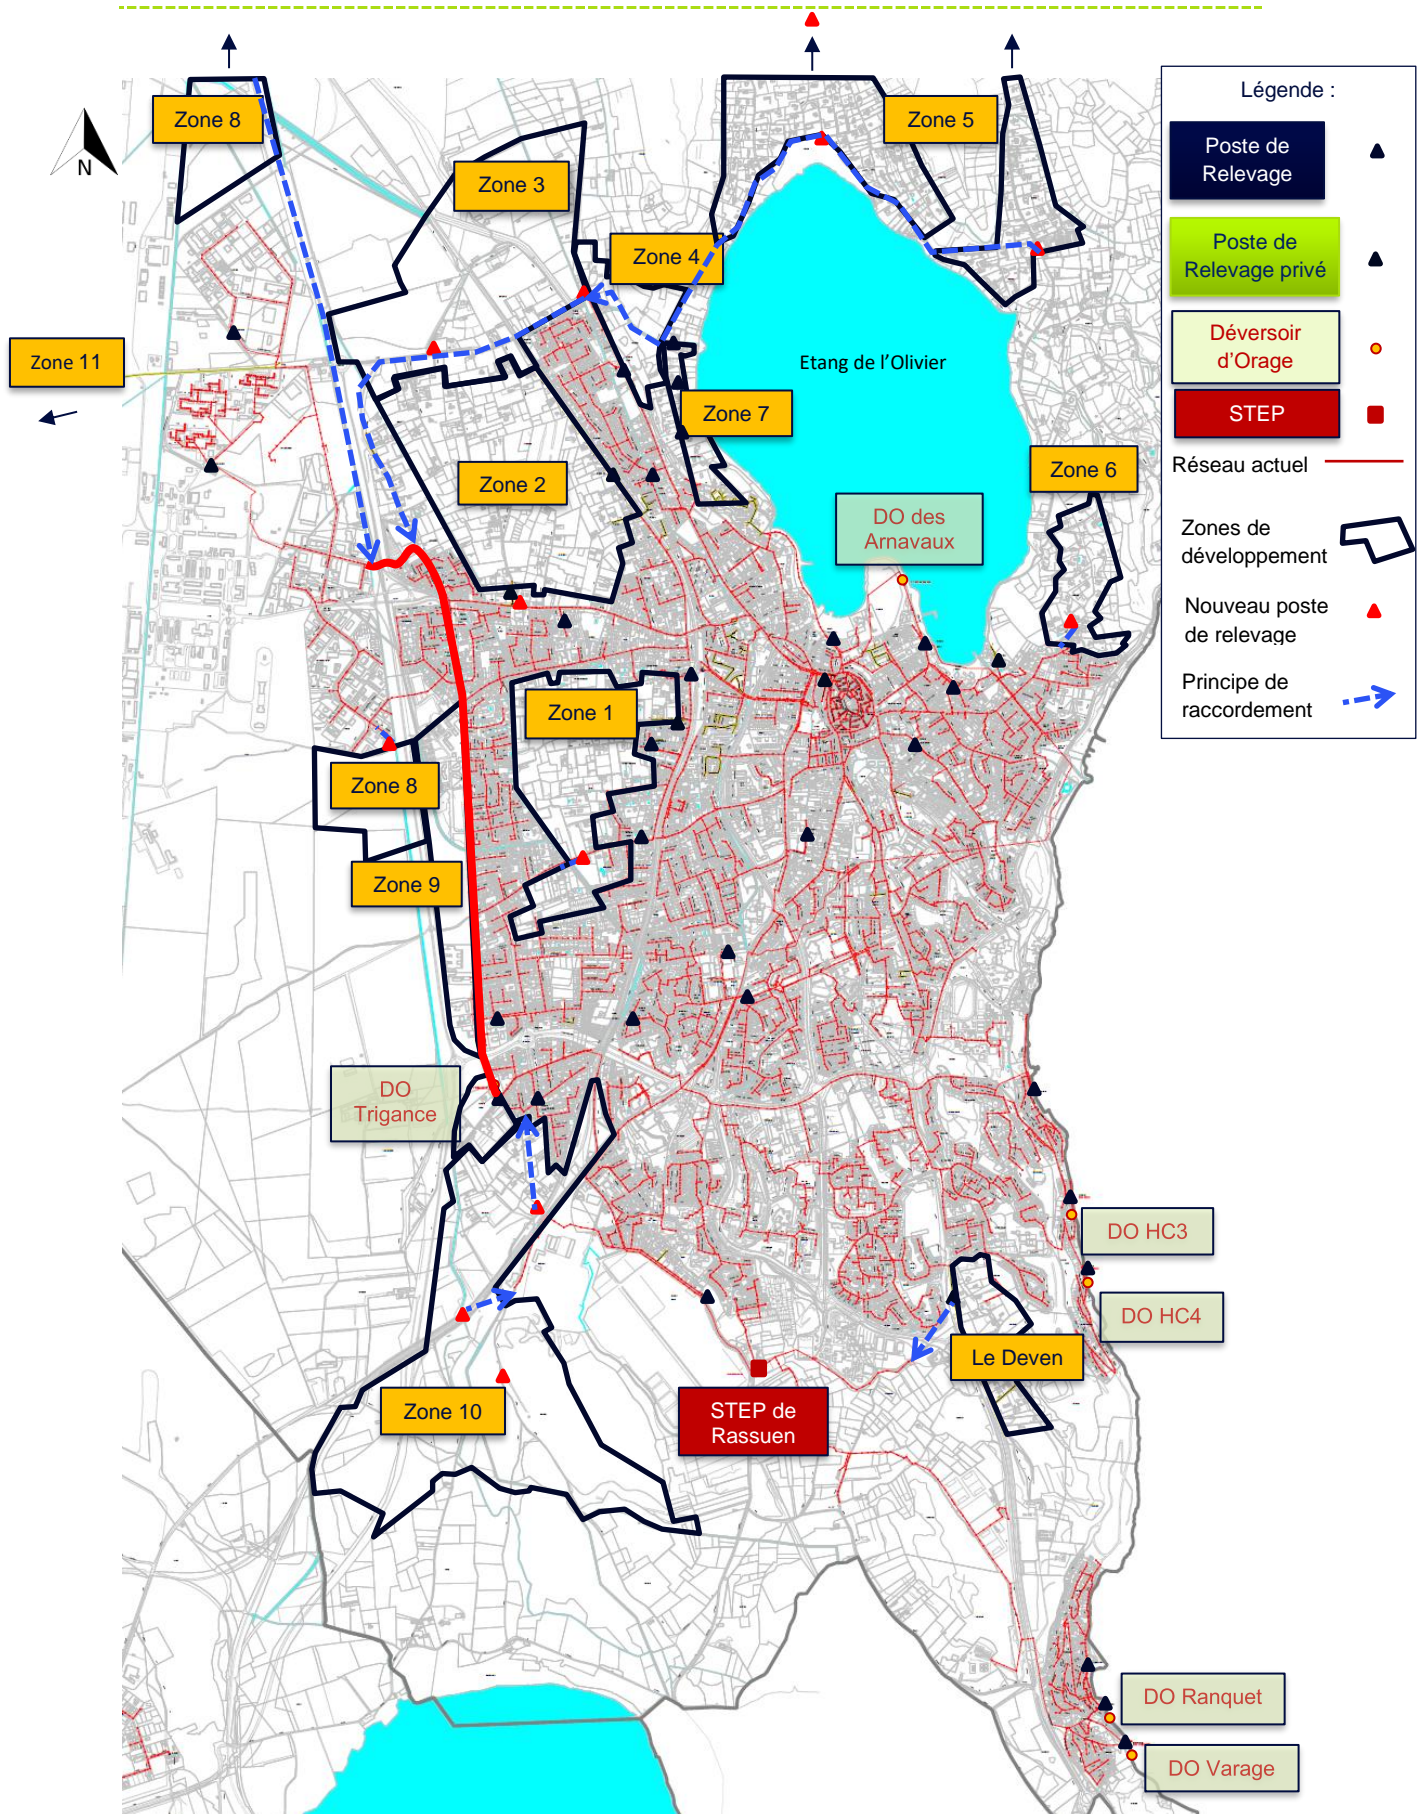 Zone 8
N
Zone 3
Zone 4
Zone 5
Légende :
Poste de
Relevage
Poste de
Relevage privé
Déversoir
d'Orage
STEP
Réseau actuel
Zones de
développement
Nouveau poste
de relevage
Principe de
raccordement
Zone 11
Etang de l'Olivier
Zone 7
Zone 2
Zone 6
DO des
Arnavaux
Zone 1
Zone 8
Zone 9
DO
Trigance
DO HC3
DO HC4
Le Deven
Zone 10
STEP de
Rassuen
DO Ranquet
DO Varage